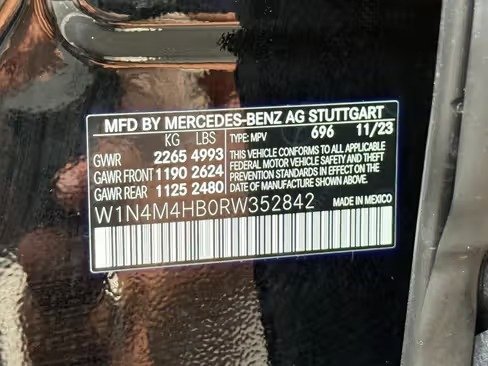 MFD BY MERCEDES-BENZ AG STUTTGART
KG LBS TYPE: MPV 696 11/23
GVWR 2265 4993 THIS VEHICLE CONFORMS TO ALL APPLICABLE
GAWR FRONT 1190 2624 FEDERAL MOTOR VEHICLE SAFETY AND THEFT
PREVENTION STANDARDS IN EFFECT ON THE
GAWR REAR 1125 2480 DATE OF MANUFACTURE SHOWN ABOVE.
W1N4M4HB0RW352842 MADE IN MEXICO